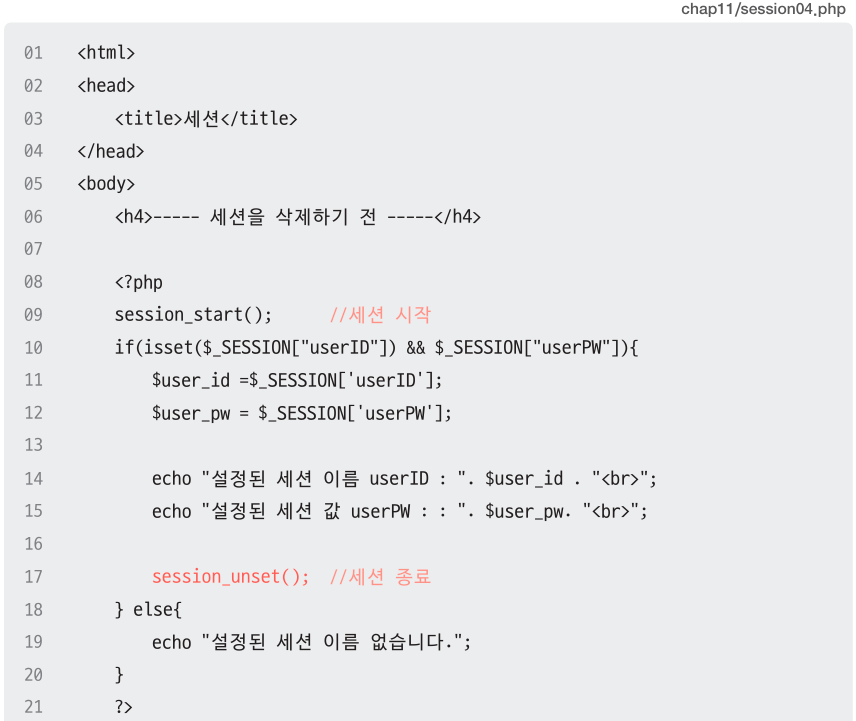 chap11/session04.php
01 <html>
02 <head>
03     <title>세션</title>
04 </head>
05 <body>
06     <h4>----- 세션을 삭제하기 전 -----</h4>
07
08     <?php
09     session_start();      //세션 시작
10     if(isset($_SESSION["userID"]) && $_SESSION["userPW"]){
11         $user_id =$_SESSION['userID'];
12         $user_pw = $_SESSION['userPW'];
13
14         echo "설정된 세션 이름 userID : ". $user_id . "<br>";
15         echo "설정된 세션 값 userPW : : ". $user_pw. "<br>";
16
17         session_unset();  //세션 종료
18     } else{
19         echo "설정된 세션 이름 없습니다.";
20     }
21     ?>